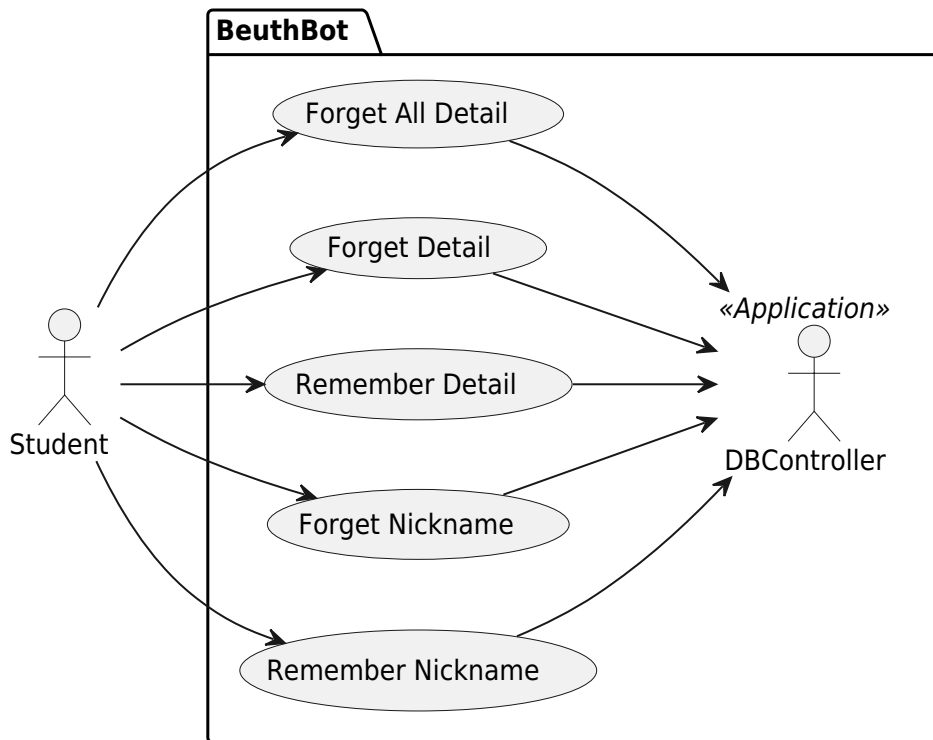 BeuthBot
Forget All Detail
Forget Detail
«Application»
Remember Detail
Student
DBController
Forget Nickname
Remember Nickname